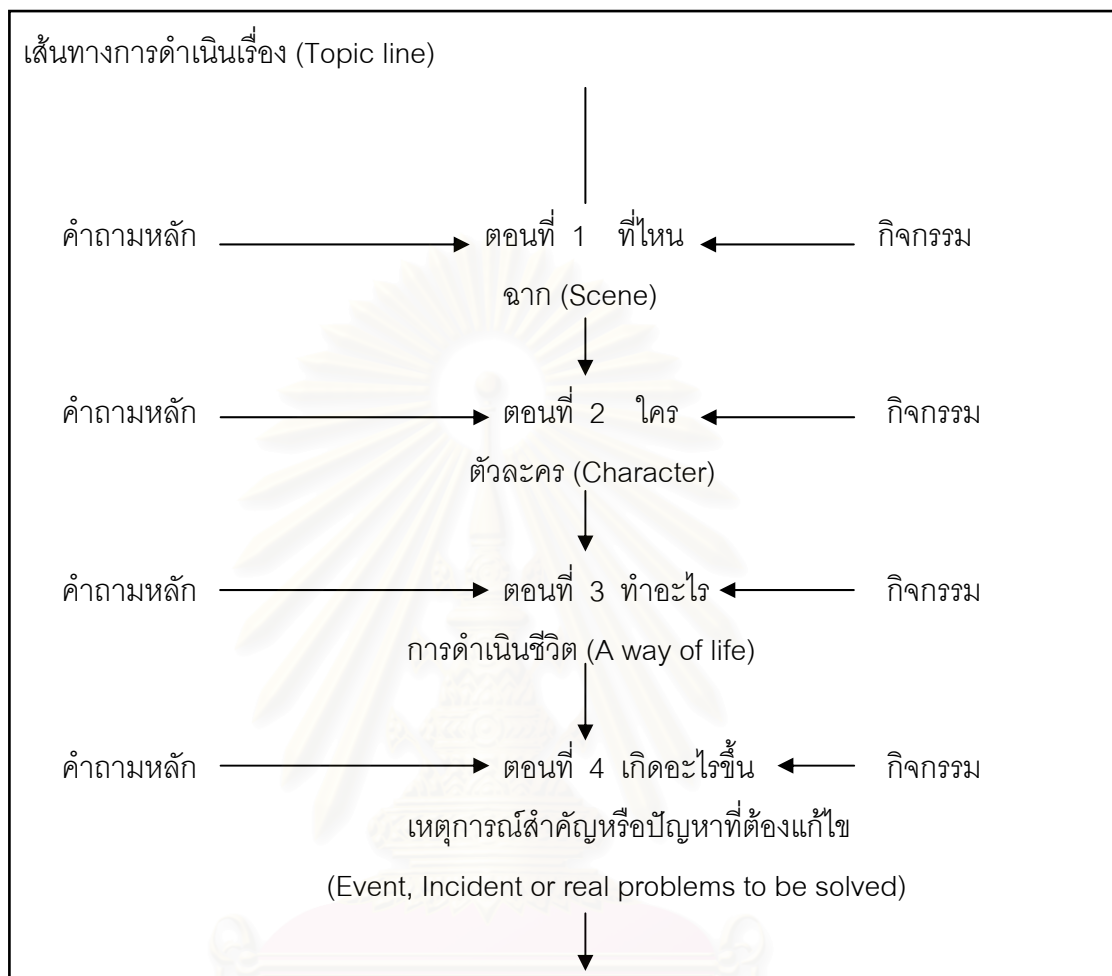 เส้นทางการดำเนินเรื่อง (Topic line)
คำถามหลัก ตอนที่ 1 ที่ไหน กิจกรรม
ฉาก (Scene)
คำถามหลัก ตอนที่ 2 ใคร กิจกรรม
ตัวละคร (Character)
คำถามหลัก ตอนที่ 3 ทำอะไร กิจกรรม
การดำเนินชีวิต (A way of life)
คำถามหลัก ตอนที่ 4 เกิดอะไรขึ้น กิจกรรม
เหตุการณ์สำคัญหรือปัญหาที่ต้องแก้ไข
(Event, Incident or real problems to be solved)